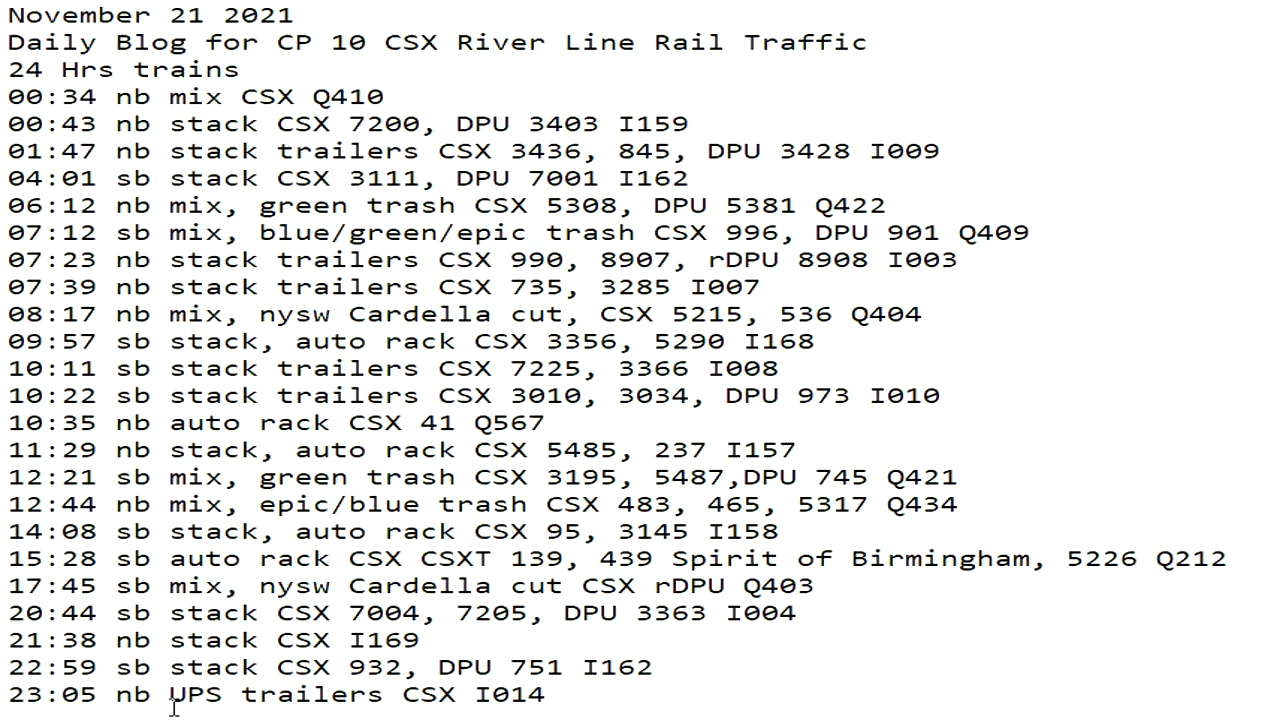 November 21 2021
Daily Blog for CP 10 CSX River Line Rail Traffic
24 Hrs trains
00:34 nb mix CSX Q410
00:43 nb stack CSX 7200, DPU 3403 I159
01:47 nb stack trailers CSX 3436, 845, DPU 3428 I009
04:01 sb stack CSX 3111, DPU 7001 I162
06:12 nb mix, green trash CSX 5308, DPU 5381 Q422
07:12 sb mix, blue/green/epic trash CSX 996, DPU 901 Q409
07:23 nb stack trailers CSX 990, 8907, rDPU 8908 I003
07:39 nb stack trailers CSX 735, 3285 I007
08:17 nb mix, nysw Cardella cut, CSX 5215, 536 Q404
09:57 sb stack, auto rack CSX 3356, 5290 I168
10:11 sb stack trailers CSX 7225, 3366 I008
10:22 sb stack trailers CSX 3010, 3034, DPU 973 I010
10:35 nb auto rack CSX 41 Q567
11:29 nb stack, auto rack CSX 5485, 237 I157
12:21 sb mix, green trash CSX 3195, 5487,DPU 745 Q421
12:44 nb mix, epic/blue trash CSX 483, 465, 5317 Q434
14:08 sb stack, auto rack CSX 95, 3145 I158
15:28 sb auto rack CSX CSXT 139, 439 Spirit of Birmingham, 5226 Q212
17:45 sb mix, nysw Cardella cut CSX rDPU Q403
20:44 sb stack CSX 7004, 7205, DPU 3363 I004
21:38 nb stack CSX I169
22:59 sb stack CSX 932, DPU 751 I162
23:05 nb UPS trailers CSX I014